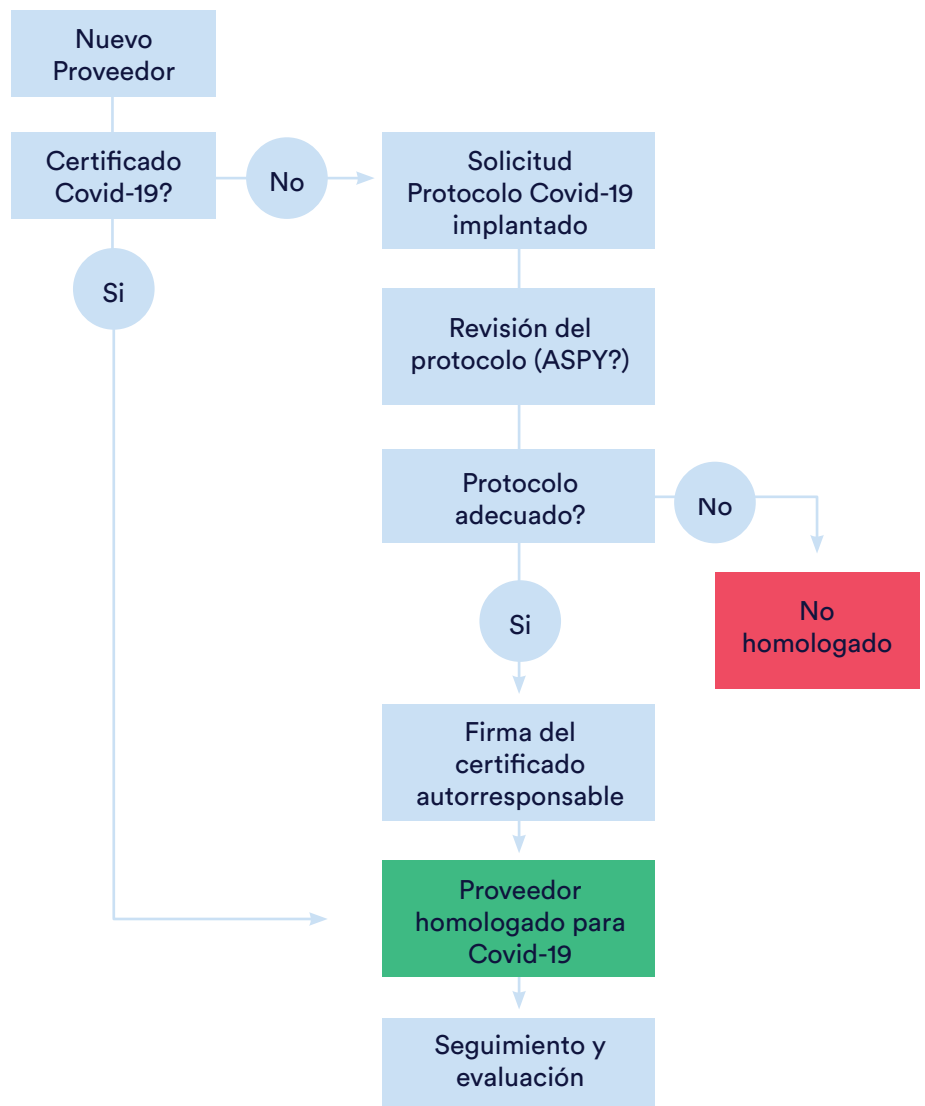 Nuevo
Proveedor
Certificado
Covid-19?
No
Solicitud
Protocolo Covid-19
implantado
Si
Revisión del
protocolo (ASPY?)
Protocolo
adecuado?
No
No
homologado
Si
Firma del
certificado
autorresponsable
Proveedor
homologado para
Covid-19
Seguimiento y
evaluación